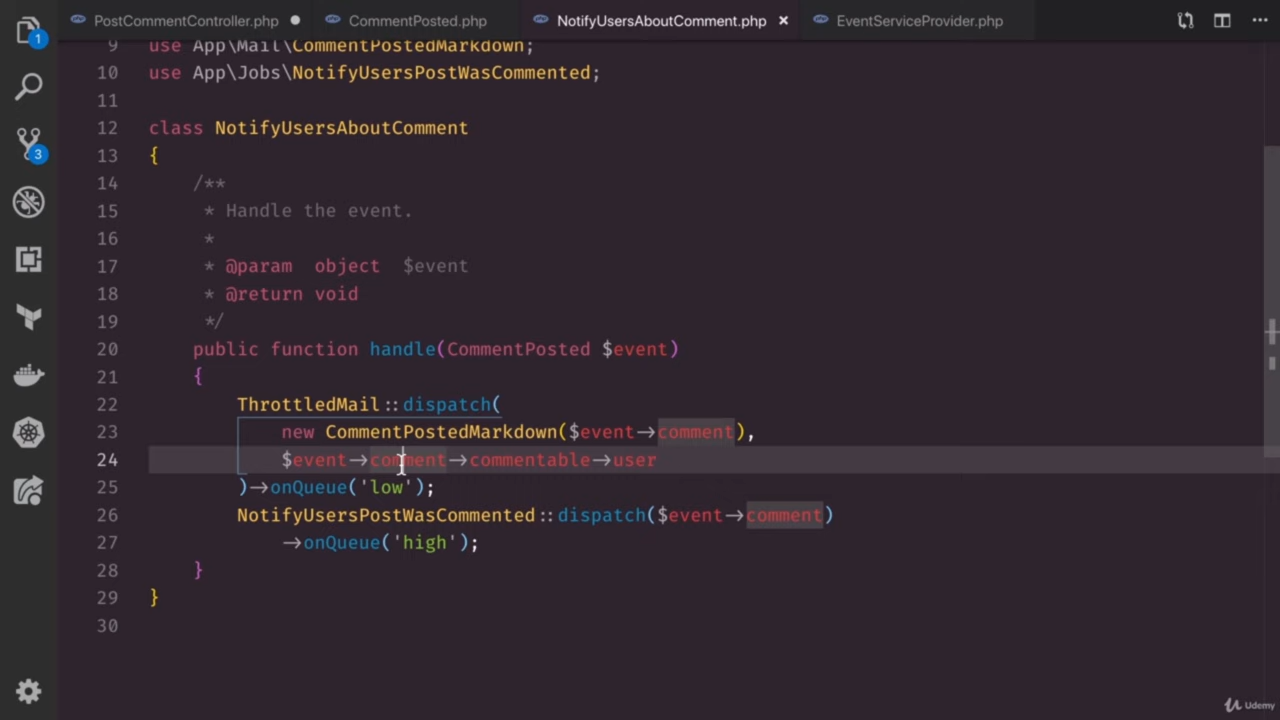 PostCommentController.php CommentPosted.php NotifyUsersAboutComment.php × EventServiceProvider.php ...
1
3
9 use App\Mail\CommentPostedMarkdown;
10 use App\Jobs\NotifyUsersPostWasCommented;
11
12 class NotifyUsersAboutComment
13 {
14 /**
15 * Handle the event.
16 *
17 * @param  object  $event
18 * @return void
19 */
20 public function handle(CommentPosted $event)
21 {
22 ThrottledMail::dispatch(
23 new CommentPostedMarkdown($event->comment),
24 $event->comment->commentable->user
25 )->onQueue('low');
26 NotifyUsersPostWasCommented::dispatch($event->comment)
27 ->onQueue('high');
28 }
29 }
30
Udemy